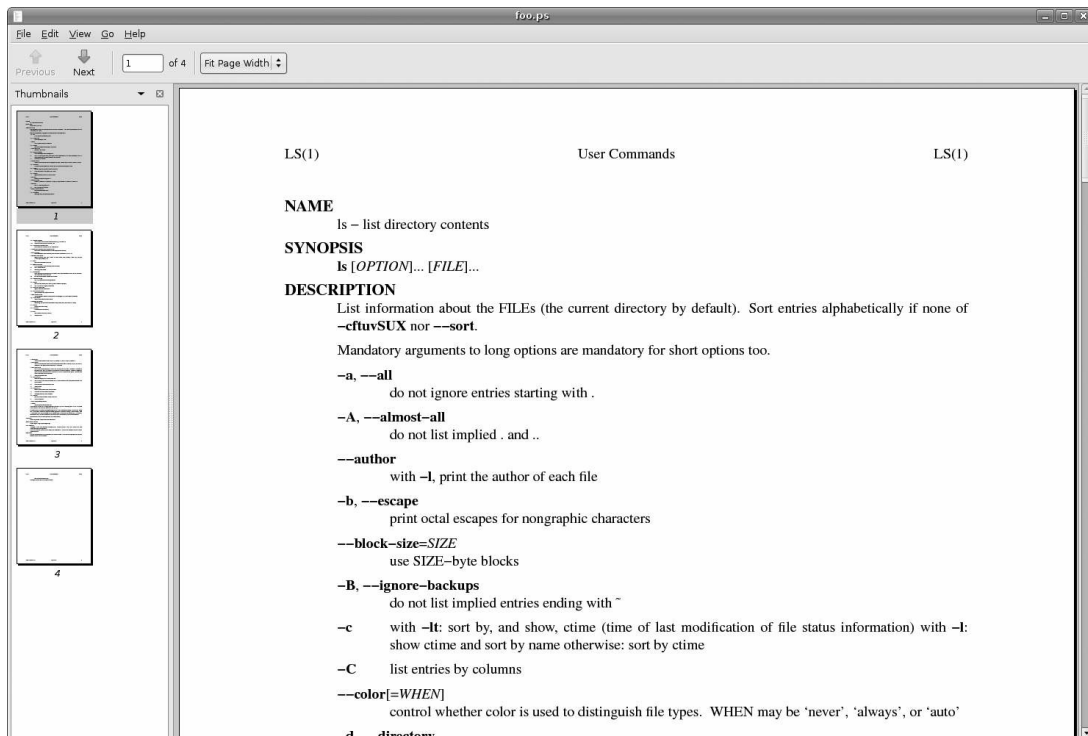 foo.ps
File Edit View Go Help
Previous Next 1 of 4 Fit Page Width
Thumbnails
1
2
3
4
LS(1) User Commands LS(1)
NAME
ls − list directory contents
SYNOPSIS
ls [OPTION]... [FILE]...
DESCRIPTION
List information about the FILEs (the current directory by default). Sort entries alphabetically if none of
−cftuvSUX nor −−sort.
Mandatory arguments to long options are mandatory for short options too.
−a, −−all
do not ignore entries starting with .
−A, −−almost−all
do not list implied . and ..
−−author
with −l, print the author of each file
−b, −−escape
print octal escapes for nongraphic characters
−−block−size=SIZE
use SIZE−byte blocks
−B, −−ignore−backups
do not list implied entries ending with ~
−c with −lt: sort by, and show, ctime (time of last modification of file status information) with −l:
show ctime and sort by name otherwise: sort by ctime
−C list entries by columns
−−color[=WHEN]
control whether color is used to distinguish file types. WHEN may be ‘never’, ‘always’, or ‘auto’
−d, −−directory